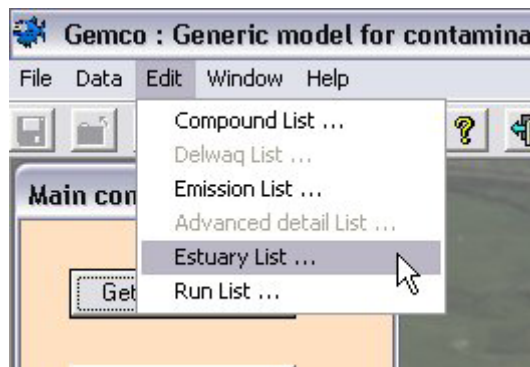 Gemco : Generic model for contamina
File Data Edit Window Help
Compound List ...
Delwaq List ...
Emission List ...
Advanced detail List ...
Estuary List ...
Run List ...
Main con
Get